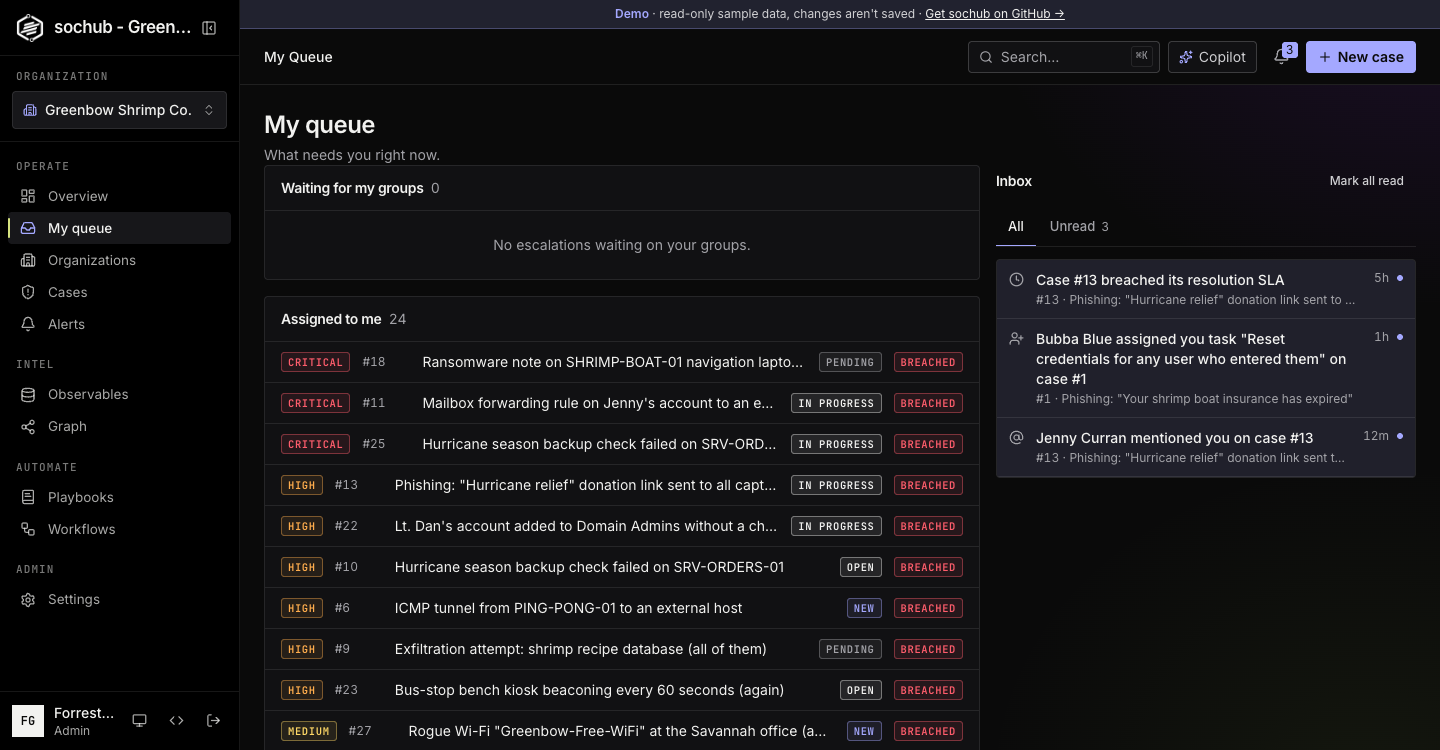 sochub - Green...
ORGANIZATION
Greenbow Shrimp Co.
OPERATE
Overview
My queue
Organizations
Cases
Alerts
INTEL
Observables
Graph
AUTOMATE
Playbooks
Workflows
ADMIN
Settings
FG
Forrest...
Admin
Demo · read-only sample data, changes aren't saved · Get sochub on GitHub →
My Queue
Search...
⌘K
Copilot
3
+ New case
My queue
What needs you right now.
Waiting for my groups 0
No escalations waiting on your groups.
Assigned to me 24
CRITICAL #18 Ransomware note on SHRIMP-BOAT-01 navigation lapto... PENDING BREACHED
CRITICAL #11 Mailbox forwarding rule on Jenny's account to an e... IN PROGRESS BREACHED
CRITICAL #25 Hurricane season backup check failed on SRV-ORD... IN PROGRESS BREACHED
HIGH #13 Phishing: "Hurricane relief" donation link sent to all capt... IN PROGRESS BREACHED
HIGH #22 Lt. Dan's account added to Domain Admins without a ch... IN PROGRESS BREACHED
HIGH #10 Hurricane season backup check failed on SRV-ORDERS-01 OPEN BREACHED
HIGH #6 ICMP tunnel from PING-PONG-01 to an external host NEW BREACHED
HIGH #9 Exfiltration attempt: shrimp recipe database (all of them) PENDING BREACHED
HIGH #23 Bus-stop bench kiosk beaconing every 60 seconds (again) OPEN BREACHED
MEDIUM #27 Rogue Wi-Fi "Greenbow-Free-WiFi" at the Savannah office (a... NEW BREACHED
Inbox
Mark all read
All
Unread 3
Case #13 breached its resolution SLA 5h
#13 · Phishing: "Hurricane relief" donation link sent to ...
Bubba Blue assigned you task "Reset 1h
credentials for any user who entered them" on
case #1
#1 · Phishing: "Your shrimp boat insurance has expired"
Jenny Curran mentioned you on case #13 12m
#13 · Phishing: "Hurricane relief" donation link sent t...